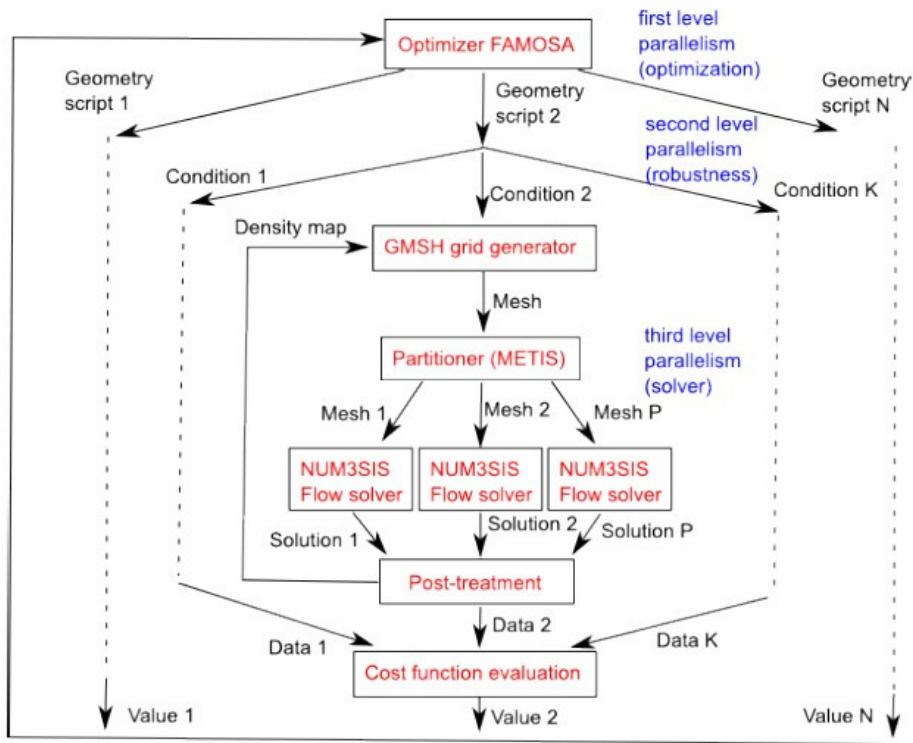 Optimizer FAMOSA
first level
parallelism
(optimization)
Geometry
script 1
Geometry
script 2
Geometry
script N
second level
parallelism
(robustness)
Condition 1
Condition 2
Condition K
Density map
GMSH grid generator
Mesh
Partitioner (METIS)
third level
parallelism
(solver)
Mesh 1
Mesh 2
Mesh P
NUM3SIS
Flow solver
NUM3SIS
Flow solver
NUM3SIS
Flow solver
Solution 1
Solution 2
Solution P
Post-treatment
Data 1
Data 2
Data K
Cost function evaluation
Value 1
Value 2
Value N